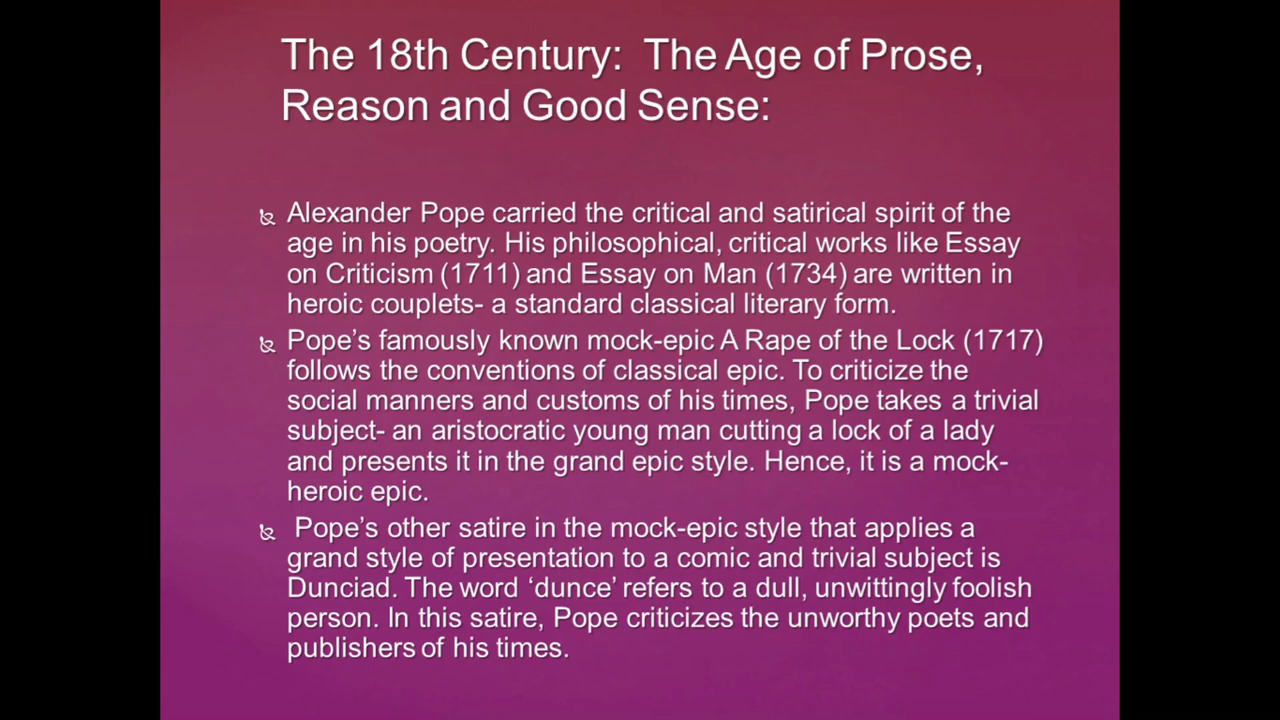 The 18th Century:  The Age of Prose,
Reason and Good Sense:
Alexander Pope carried the critical and satirical spirit of the
age in his poetry. His philosophical, critical works like Essay
on Criticism (1711) and Essay on Man (1734) are written in
heroic couplets- a standard classical literary form.
Pope’s famously known mock-epic A Rape of the Lock (1717)
follows the conventions of classical epic. To criticize the
social manners and customs of his times, Pope takes a trivial
subject- an aristocratic young man cutting a lock of a lady
and presents it in the grand epic style. Hence, it is a mock-
heroic epic.
Pope’s other satire in the mock-epic style that applies a
grand style of presentation to a comic and trivial subject is
Dunciad. The word ‘dunce’ refers to a dull, unwittingly foolish
person. In this satire, Pope criticizes the unworthy poets and
publishers of his times.